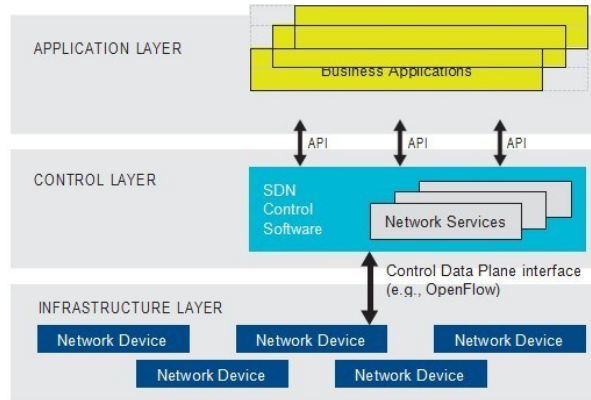 APPLICATION LAYER
Business Applications
API
API
API
CONTROL LAYER
SDN
Control
Software
Network Services
Control Data Plane interface
(e.g., OpenFlow)
INFRASTRUCTURE LAYER
Network Device
Network Device
Network Device
Network Device
Network Device